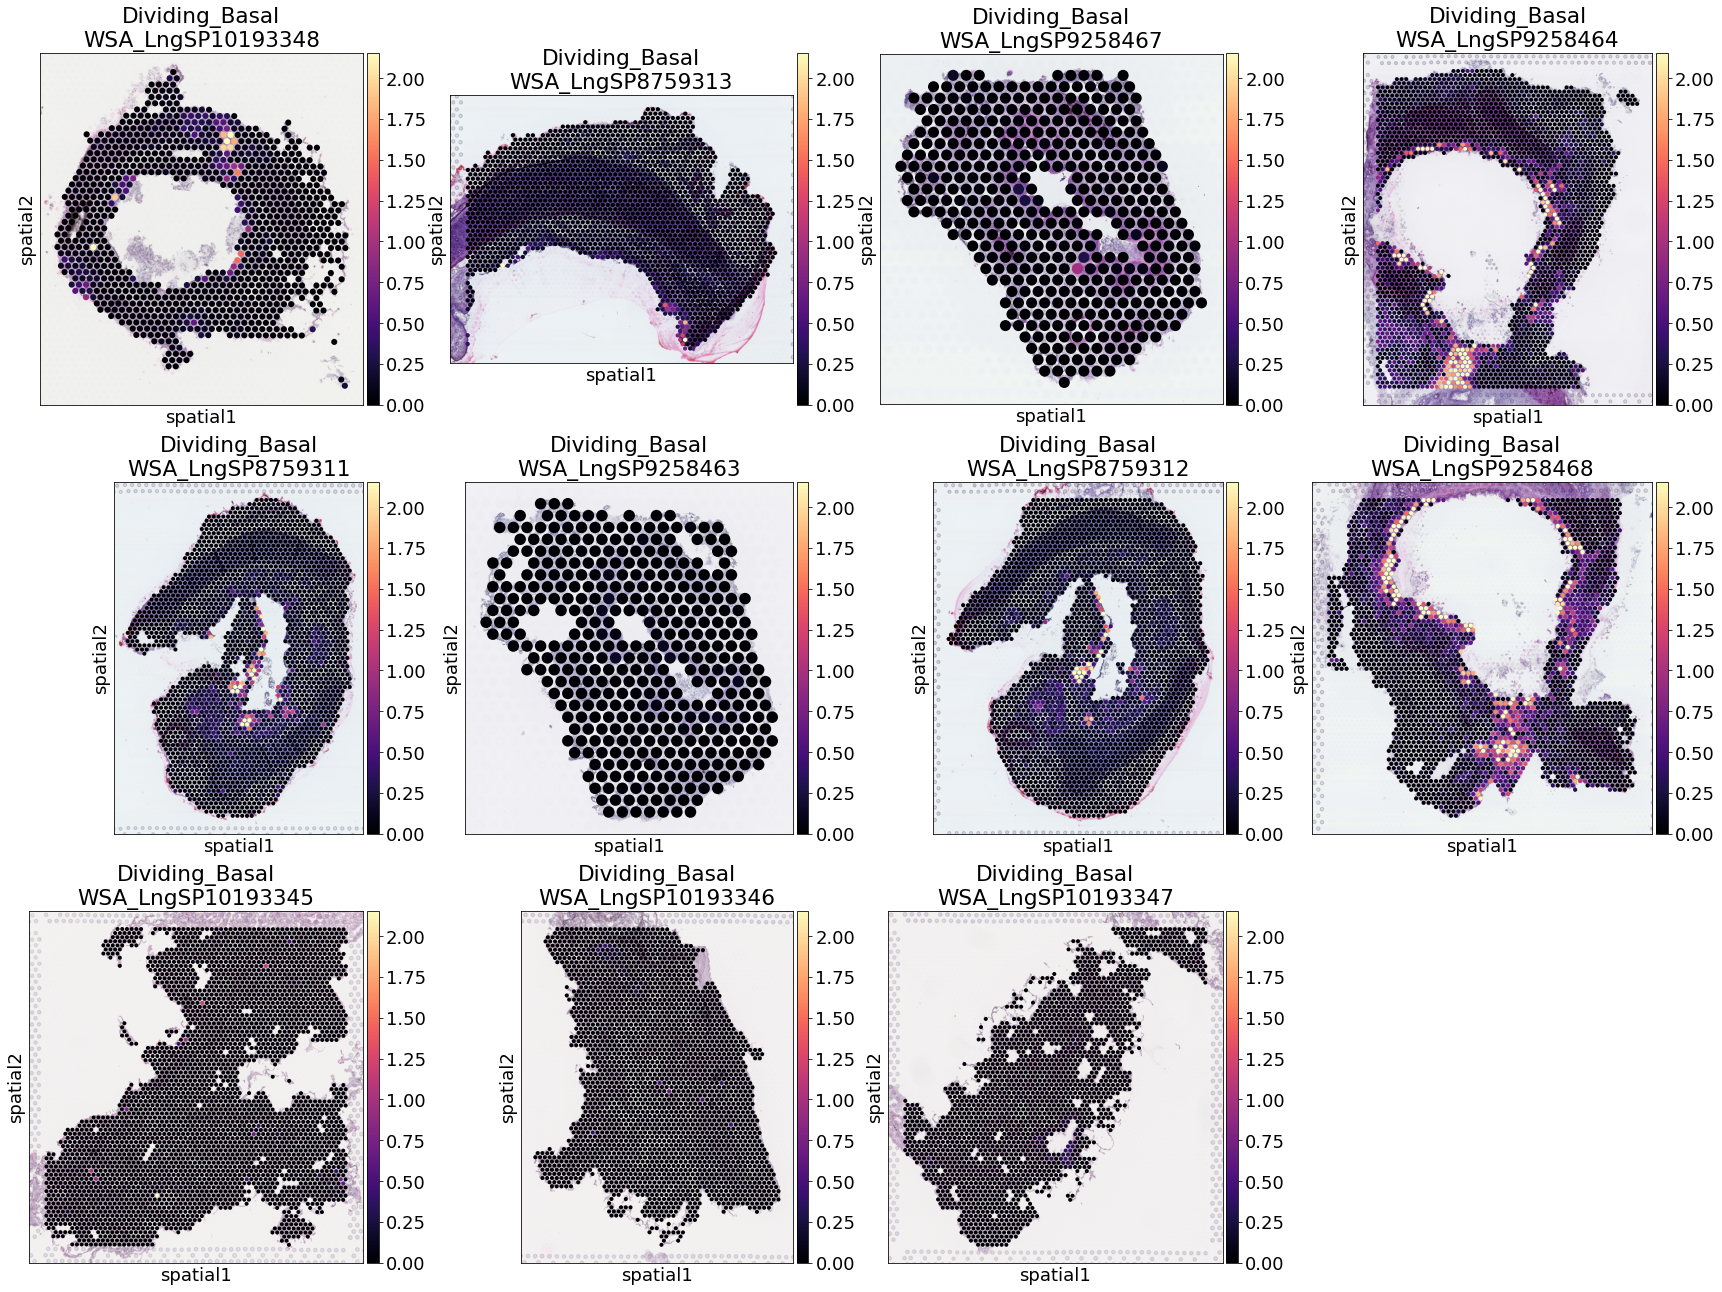 Dividing_Basal
WSA_LngSP10193348
spatial2
spatial1
2.00
1.75
1.50
1.25
1.00
0.75
0.50
0.25
0.00
Dividing_Basal
WSA_LngSP8759313
spatial2
spatial1
2.00
1.75
1.50
1.25
1.00
0.75
0.50
0.25
0.00
Dividing_Basal
WSA_LngSP9258467
spatial2
spatial1
2.00
1.75
1.50
1.25
1.00
0.75
0.50
0.25
0.00
Dividing_Basal
WSA_LngSP9258464
spatial2
spatial1
2.00
1.75
1.50
1.25
1.00
0.75
0.50
0.25
0.00
Dividing_Basal
WSA_LngSP8759311
spatial2
spatial1
2.00
1.75
1.50
1.25
1.00
0.75
0.50
0.25
0.00
Dividing_Basal
WSA_LngSP9258463
spatial2
spatial1
2.00
1.75
1.50
1.25
1.00
0.75
0.50
0.25
0.00
Dividing_Basal
WSA_LngSP8759312
spatial2
spatial1
2.00
1.75
1.50
1.25
1.00
0.75
0.50
0.25
0.00
Dividing_Basal
WSA_LngSP9258468
spatial2
spatial1
2.00
1.75
1.50
1.25
1.00
0.75
0.50
0.25
0.00
Dividing_Basal
WSA_LngSP10193345
spatial2
spatial1
2.00
1.75
1.50
1.25
1.00
0.75
0.50
0.25
0.00
Dividing_Basal
WSA_LngSP10193346
spatial2
spatial1
2.00
1.75
1.50
1.25
1.00
0.75
0.50
0.25
0.00
Dividing_Basal
WSA_LngSP10193347
spatial2
spatial1
2.00
1.75
1.50
1.25
1.00
0.75
0.50
0.25
0.00